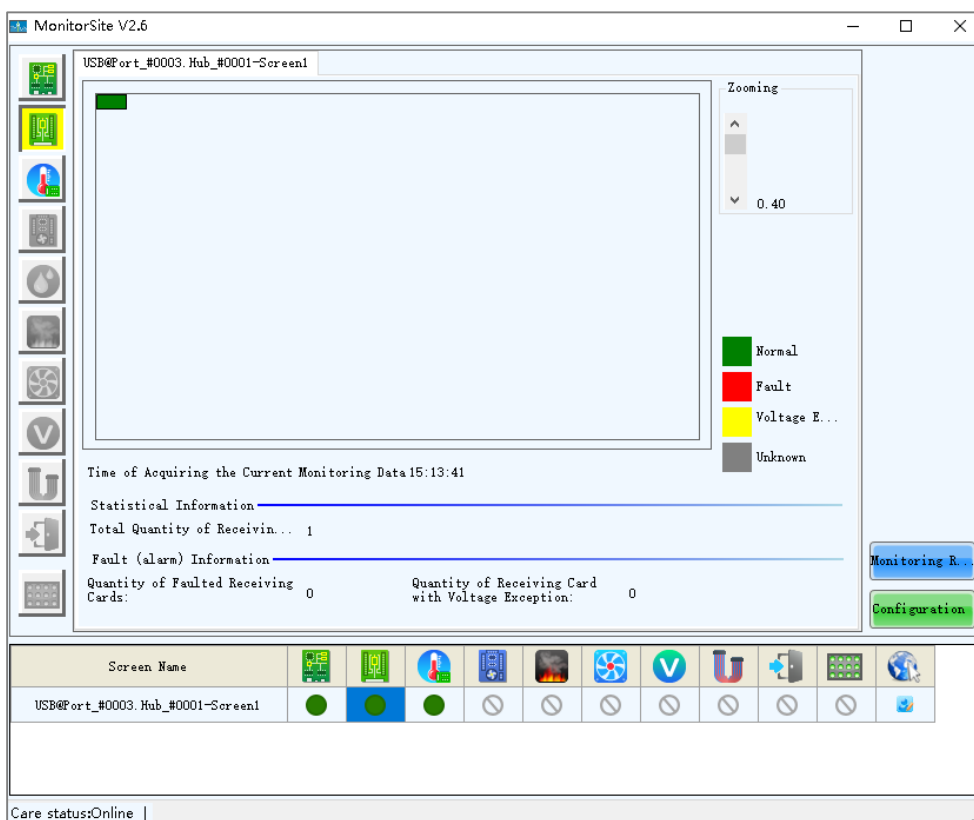 MonitorSite V2.6
USB@Port_#0003.Hub_#0001-Screen1
Zooming
0.40
Normal
Fault
Voltage E...
Unknown
Time of Acquiring the Current Monitoring Data 15:13:41
Statistical Information
Total Quantity of Receivin... 1
Fault (alarm) Information
Quantity of Faulted Receiving
Cards: 0
Quantity of Receiving Card
with Voltage Exception: 0
Monitoring R...
Configuration
Screen Name
USB@Port_#0003.Hub_#0001-Screen1
Care status:Online |